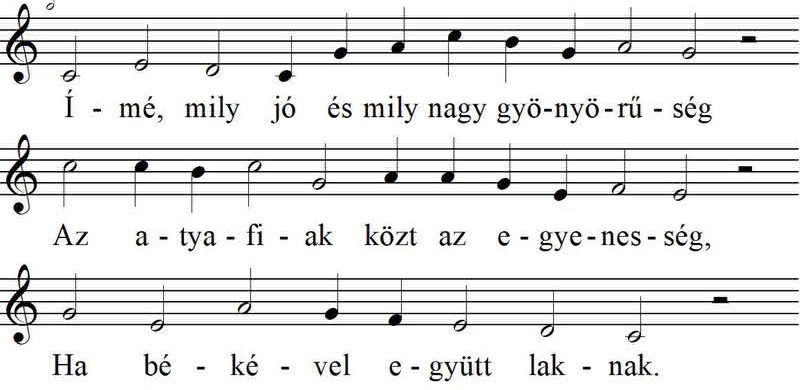 Í - mé, mily jó és mily nagy gyö-nyö-rű - ség
Az a - tya - fi - ak közt az e - gye - nes - ség,
Ha bé - ké - vel e - gyütt lak - nak.